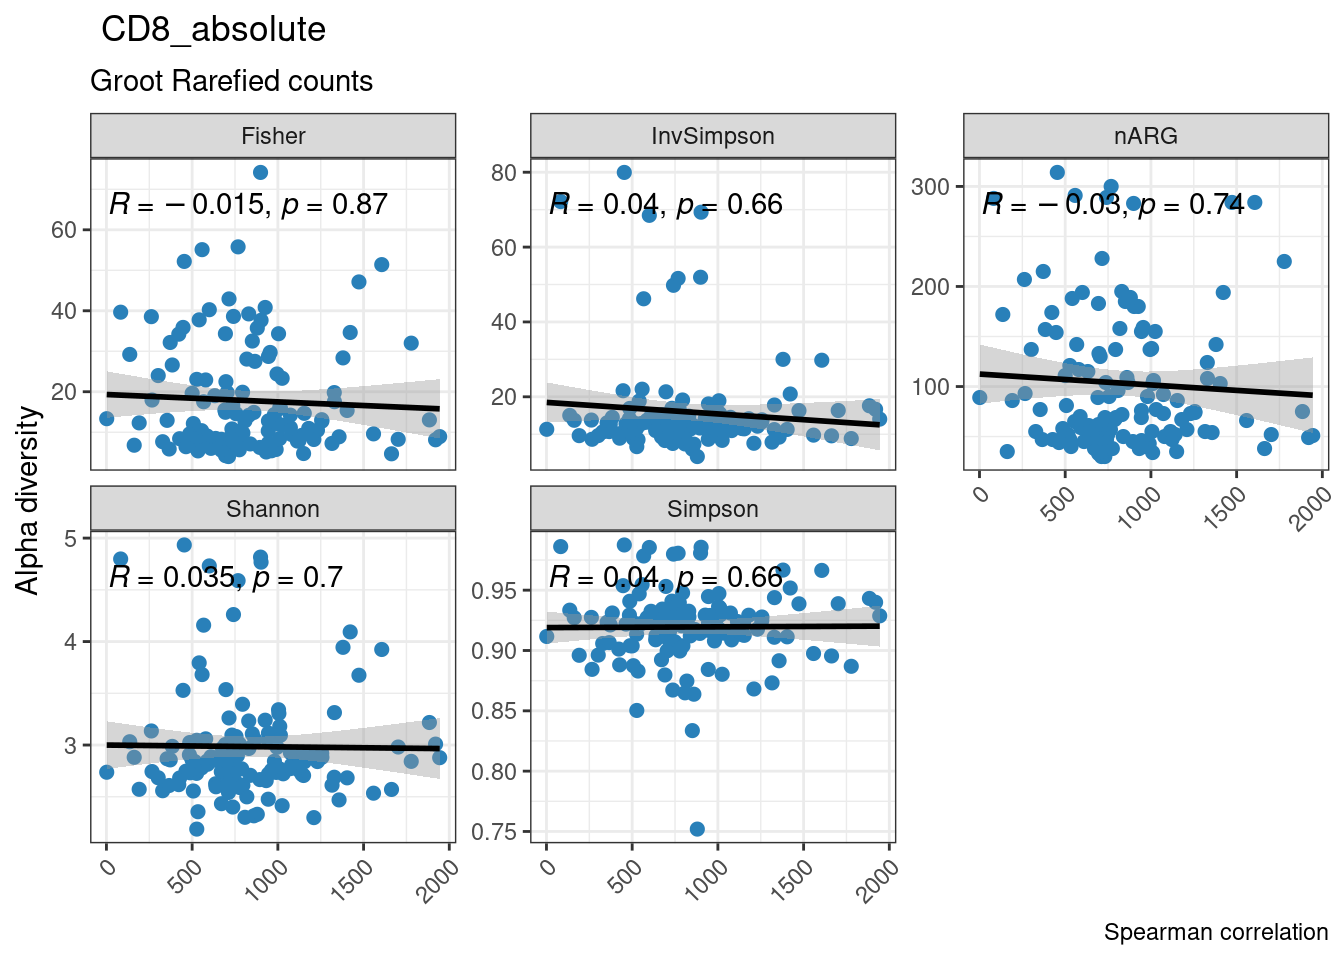 CD8_absolute
Groot Rarefied counts
Fisher
InvSimpson
nARG
R = −0.015, p = 0.87
R = 0.04, p = 0.66
R = −0.03, p = 0.74
60
40
20
80
60
40
20
300
200
100
0
500
1000
1500
2000
Alpha diversity
Shannon
Simpson
R = 0.035, p = 0.7
R = 0.04, p = 0.66
5
4
3
0.95
0.90
0.85
0.80
0.75
0
500
1000
1500
2000
0
500
1000
1500
2000
Spearman correlation